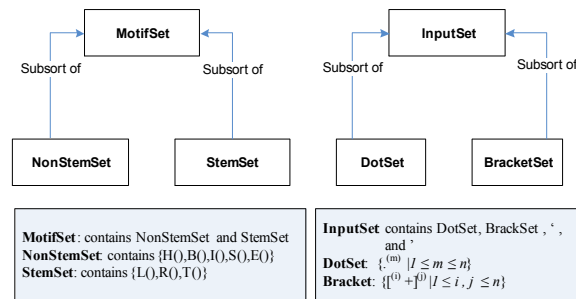 MotifSet
InputSet
Subsort of
Subsort of
Subsort of
Subsort of
NonStemSet
StemSet
DotSet
BracketSet
MotifSet: contains NonStemSet and StemSet
NonStemSet: contains {H(),B(),I(),S(),E()}
StemSet: contains {L(),R(),T()}
InputSet contains DotSet, BrackSet , ‘ ,
and ’
DotSet: {.⁽ᵐ⁾ |1 ≤ m ≤ n}
Bracket: {[⁽ⁱ⁾ +]⁽ʲ⁾|1 ≤ i , j ≤ n}